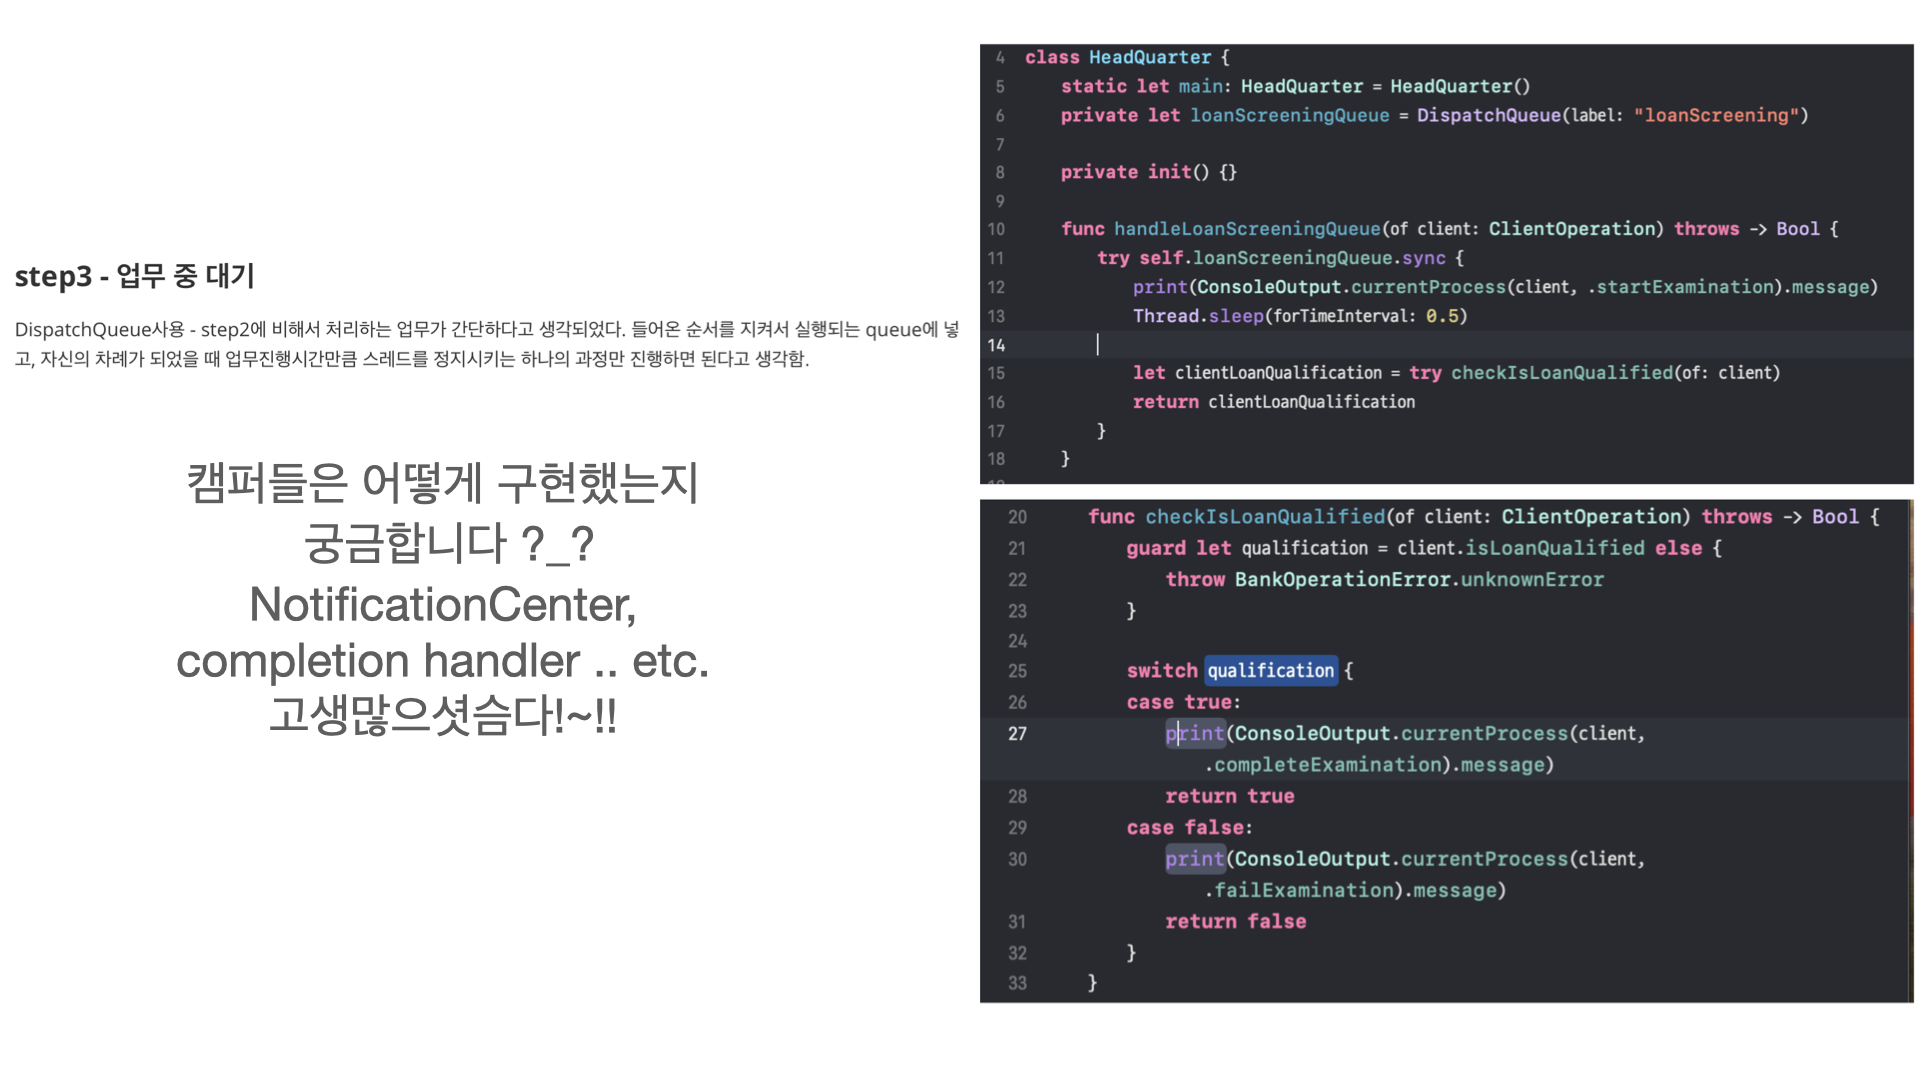 step3 - 업무 중 대기
DispatchQueue사용 - step2에 비해서 처리하는 업무가 간단하다고 생각되었다. 들어온 순서를 지켜서 실행되는 queue에 넣
고, 자신의 차례가 되었을 때 업무진행시간만큼 스레드를 정지시키는 하나의 과정만 진행하면 된다고 생각함.
캠퍼들은 어떻게 구현했는지
궁금합니다 ?_?
NotificationCenter,
completion handler .. etc.
고생많으셧슴다!~!!
4 class HeadQuarter {
5 static let main: HeadQuarter = HeadQuarter()
6 private let loanScreeningQueue = DispatchQueue(label: "loanScreening")
7
8 private init() {}
9
10 func handleLoanScreeningQueue(of client: ClientOperation) throws -> Bool {
11 try self.loanScreeningQueue.sync {
12 print(ConsoleOutput.currentProcess(client, .startExamination).message)
13 Thread.sleep(forTimeInterval: 0.5)
14
15 let clientLoanQualification = try checkIsLoanQualified(of: client)
16 return clientLoanQualification
17 }
18 }
20 func checkIsLoanQualified(of client: ClientOperation) throws -> Bool {
21 guard let qualification = client.isLoanQualified else {
22 throw BankOperationError.unknownError
23 }
24
25 switch qualification {
26 case true:
27 print(ConsoleOutput.currentProcess(client,
.completeExamination).message)
28 return true
29 case false:
30 print(ConsoleOutput.currentProcess(client,
.failExamination).message)
31 return false
32 }
33 }